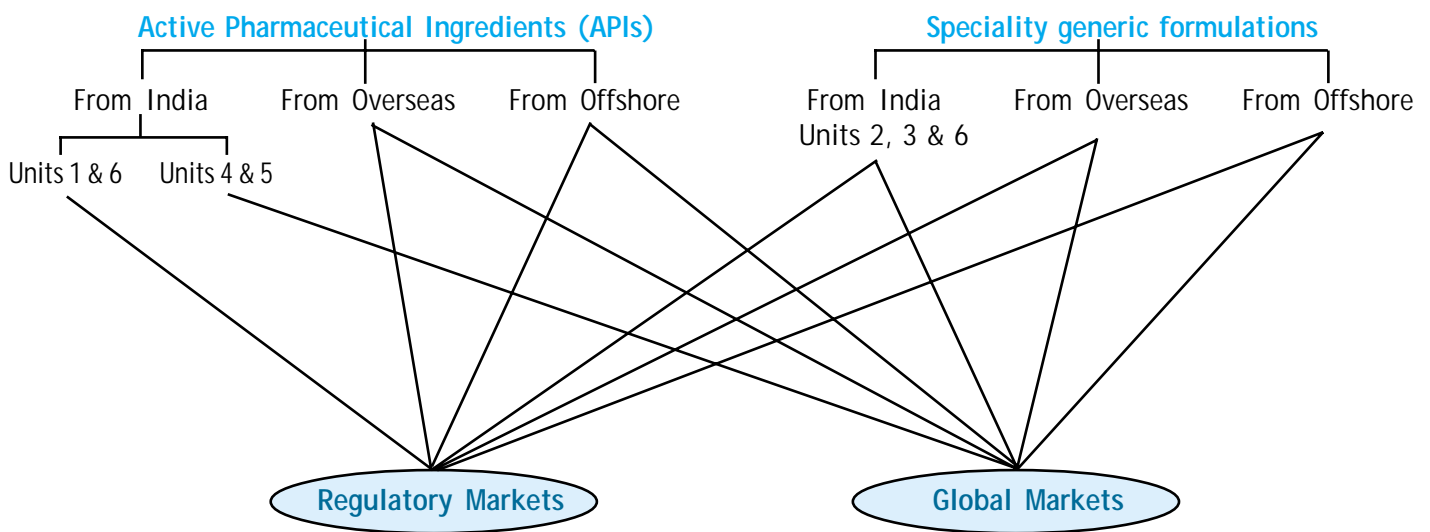 Active Pharmaceutical Ingredients (APIs)
From India
From Overseas
From Offshore
Units 1 & 6
Units 4 & 5
Speciality generic formulations
From India
Units 2, 3 & 6
From Overseas
From Offshore
Regulatory Markets
Global Markets